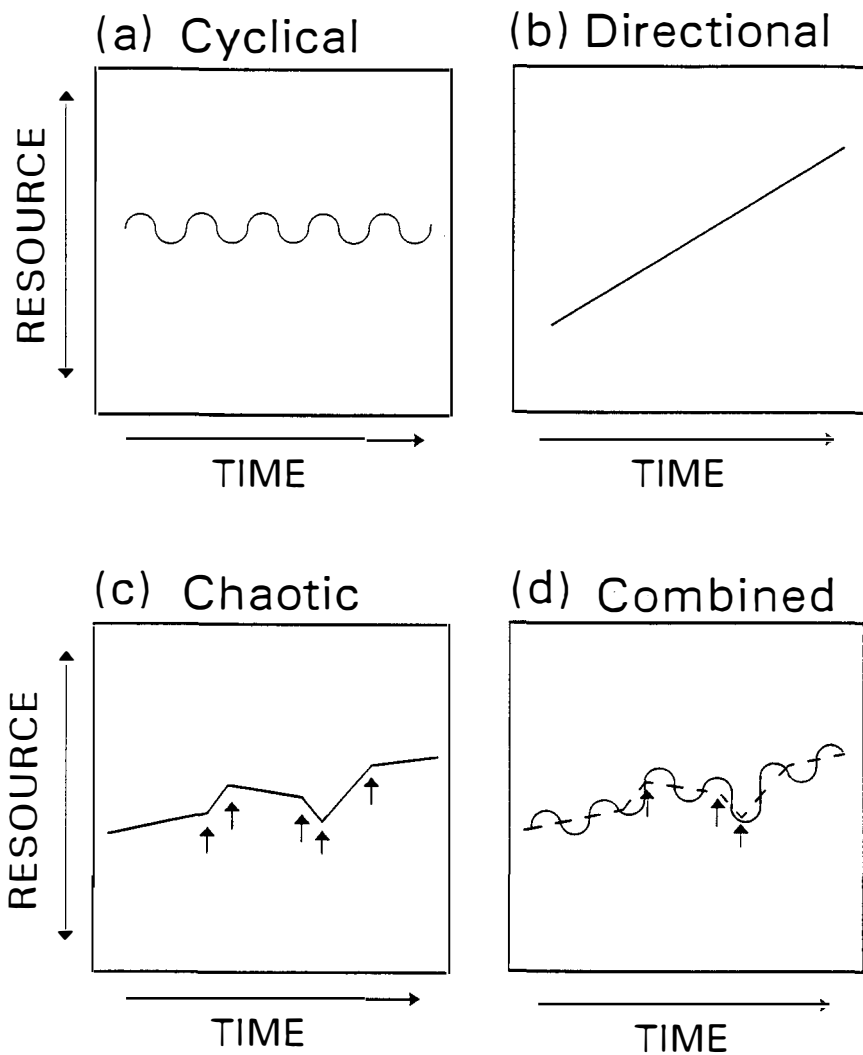 (a) Cyclical
(b) Directional
RESOURCE
TIME
TIME
(c) Chaotic
(d) Combined
RESOURCE
TIME
TIME